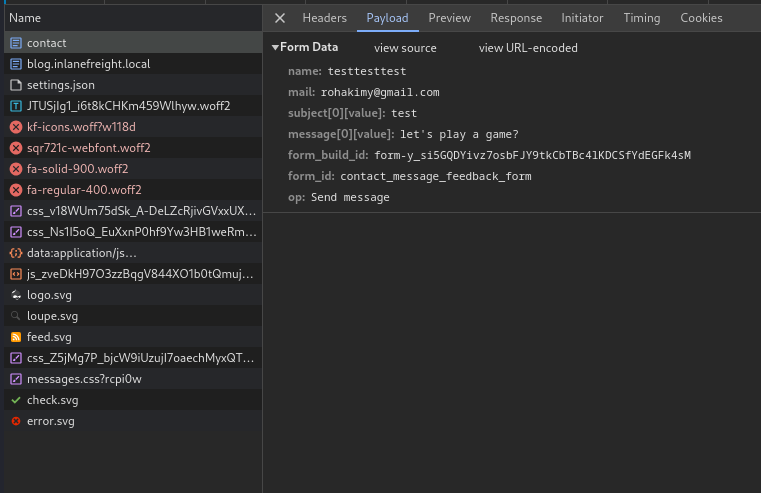 Name
contact
blog.inlanefreight.local
settings.json
JTUSjIg1_i6t8kCHKm459Wlhyw.woff2
kf-icons.woff?w118d
sqr721c-webfont.woff2
fa-solid-900.woff2
fa-regular-400.woff2
css_v18WUm75dSk_A-DeLZcRjivGVxxUX...
css_Ns1I5oQ_EuXxnP0hf9Yw3HB1weRm...
data:application/js...
js_zveDkH97O3zzBqgV844XO1b0tQmuj...
logo.svg
loupe.svg
feed.svg
css_Z5jMg7P_bjcW9iUzujI7oaechMyxQT...
messages.css?rcpi0w
check.svg
error.svg
Headers Payload Preview Response Initiator Timing Cookies
Form Data view source view URL-encoded
name: testtesttest
mail: rohakimy@gmail.com
subject[0][value]: test
message[0][value]: let's play a game?
form_build_id: form-y_si5GQDYivz7osbFJY9tkCbTBc4lKDCSfYdEGFk4sM
form_id: contact_message_feedback_form
op: Send message